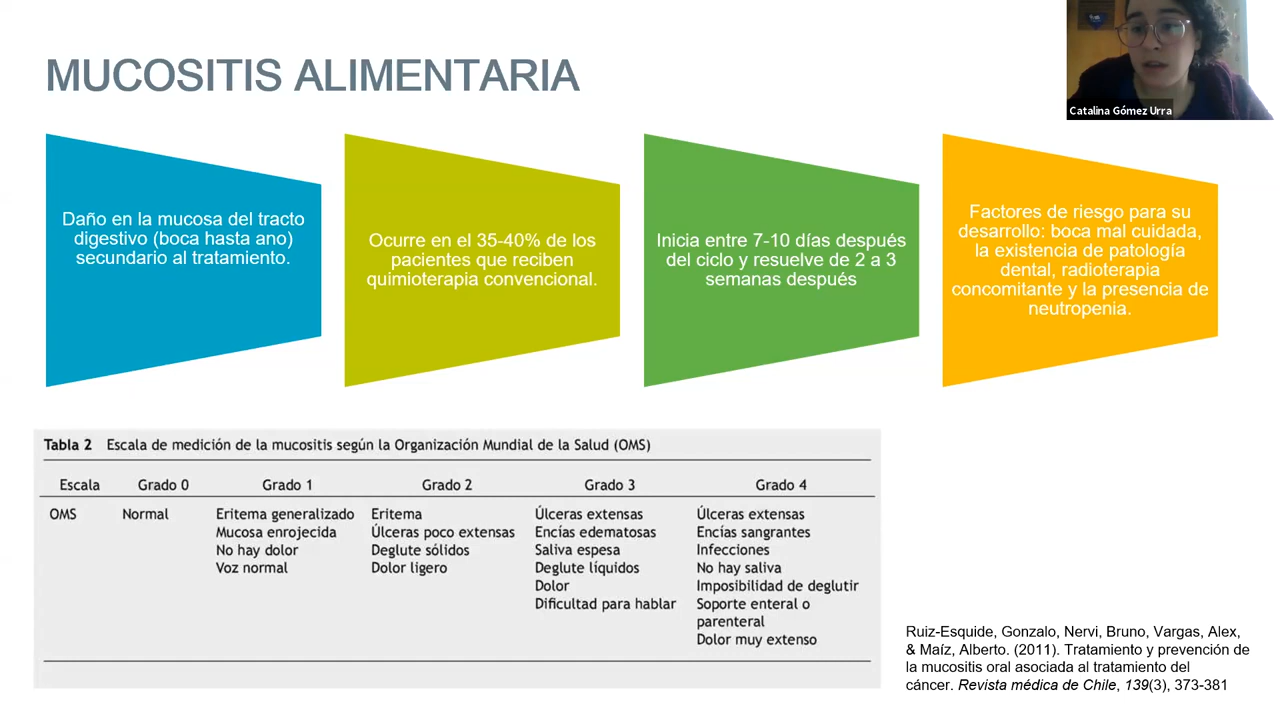 MUCOSITIS ALIMENTARIA
Catalina Gómez Urra
Daño en la mucosa del tracto
digestivo (boca hasta ano)
secundario al tratamiento.
Ocurre en el 35-40% de los
pacientes que reciben
quimioterapia convencional.
Inicia entre 7-10 días después
del ciclo y resuelve de 2 a 3
semanas después
Factores de riesgo para su
desarrollo: boca mal cuidada,
la existencia de patología
dental, radioterapia
concomitante y la presencia de
neutropenia.
Tabla 2 Escala de medición de la mucositis según la Organización Mundial de la Salud (OMS)
Escala Grado 0 Grado 1 Grado 2 Grado 3 Grado 4
OMS Normal Eritema generalizado Eritema Úlceras extensas Úlceras extensas
Mucosa enrojecida Úlceras poco extensas Encías edematosas Encías sangrantes
No hay dolor Deglute sólidos Saliva espesa Infecciones
Voz normal Dolor ligero Deglute líquidos No hay saliva
Dolor Imposibilidad de deglutir
Dificultad para hablar Soporte enteral o
parenteral
Dolor muy extenso
Ruiz-Esquide, Gonzalo, Nervi, Bruno, Vargas, Alex,
& Maíz, Alberto. (2011). Tratamiento y prevención de
la mucositis oral asociada al tratamiento del
cáncer. Revista médica de Chile, 139(3), 373-381